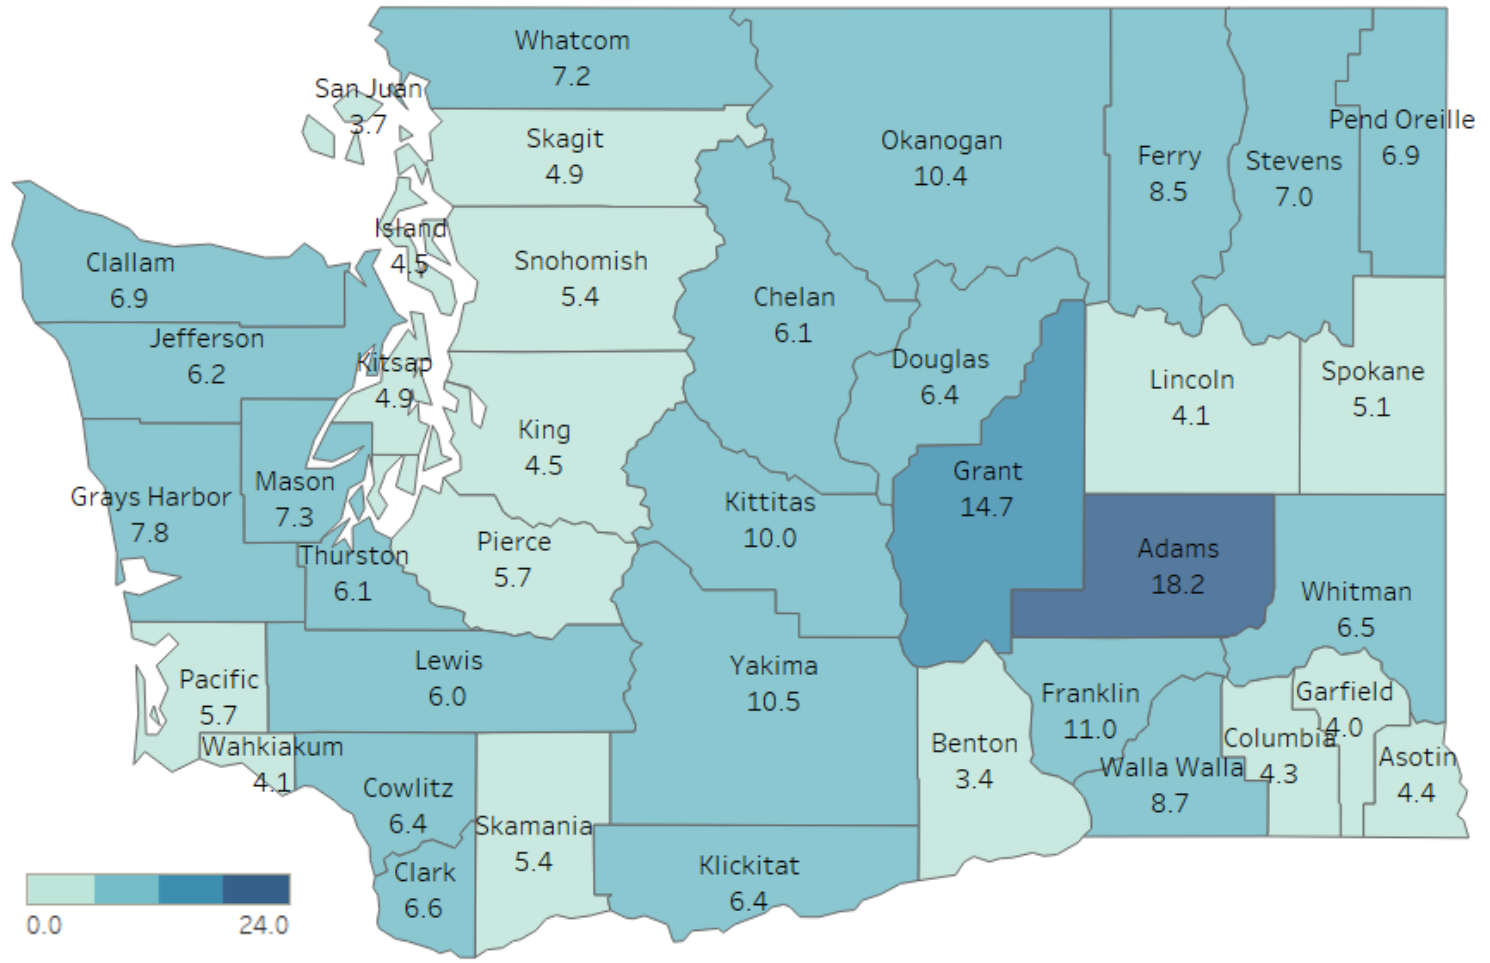 Whatcom
7.2
San Juan
3.7
Skagit
4.9
Okanogan
10.4
Ferry
8.5
Stevens
7.0
Pend Oreille
6.9
Island
4.5
Clallam
6.9
Snohomish
5.4
Chelan
6.1
Jefferson
6.2
Kitsap
4.9
Douglas
6.4
Lincoln
4.1
Spokane
5.1
King
4.5
Grant
14.7
Mason
7.3
Grays Harbor
7.8
Kittitas
10.0
Pierce
5.7
Thurston
6.1
Adams
18.2
Whitman
6.5
Lewis
6.0
Yakima
10.5
Pacific
5.7
Franklin
11.0
Garfield
4.0
Wahkiakum
4.1
Benton
3.4
Columbia
4.3
Walla Walla
8.7
Asotin
4.4
Cowlitz
6.4
Skamania
5.4
Clark
6.6
Klickitat
6.4
0.0
24.0